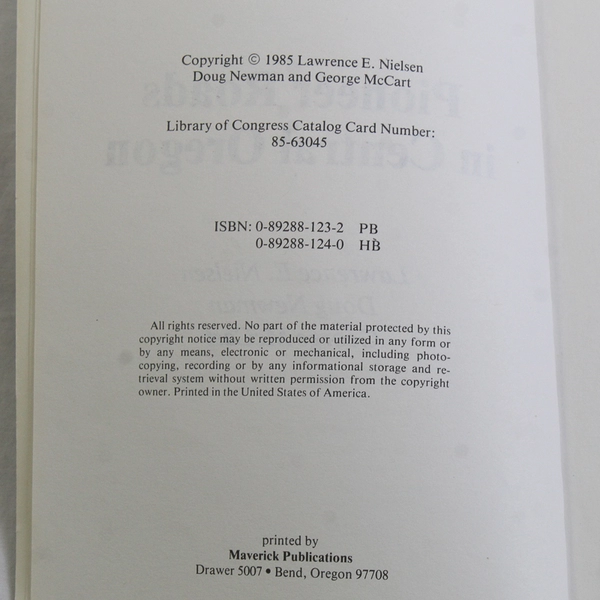 Copyright © 1985 Lawrence E. Nielsen
Doug Newman and George McCart
Library of Congress Catalog Card Number:
85-63045
ISBN: 0-89288-123-2 PB
0-89288-124-0 HB
All rights reserved. No part of the material protected by this
copyright notice may be reproduced or utilized in any form or
by any means, electronic or mechanical, including photo-
copying, recording or by any informational storage and re-
trieval system without written permission from the copyright
owner. Printed in the United States of America.
printed by
Maverick Publications
Drawer 5007 • Bend, Oregon 97708